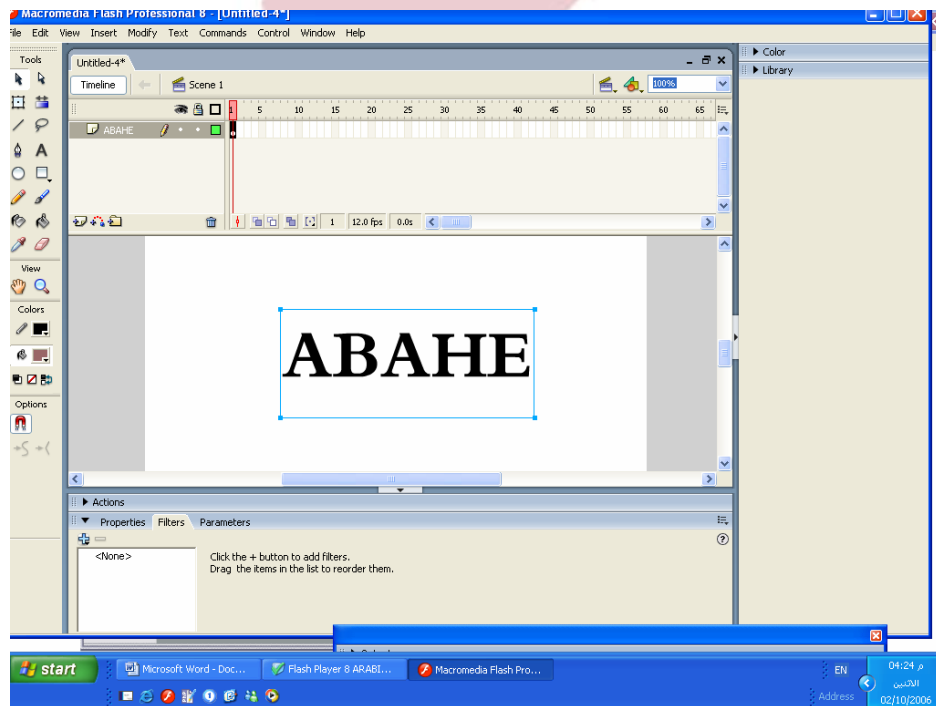 Macromedia Flash Professional 8 - [Untitled-4*]
File Edit View Insert Modify Text Commands Control Window Help
Tools
Untitled-4*
Color
Library
Timeline
Scene 1
100%
1 5 10 15 20 25 30 35 40 45 50 55 60 65
ABAHE
1 12.0 fps 0.0s
View
Colors
Options
ABAHE
Actions
Properties Filters Parameters
<None>
Click the + button to add filters.
Drag the items in the list to reorder them.
start
Microsoft Word - Doc...
Flash Player 8 ARABI...
Macromedia Flash Pro...
EN
Address
04:24 م
الاثنين
02/10/2006